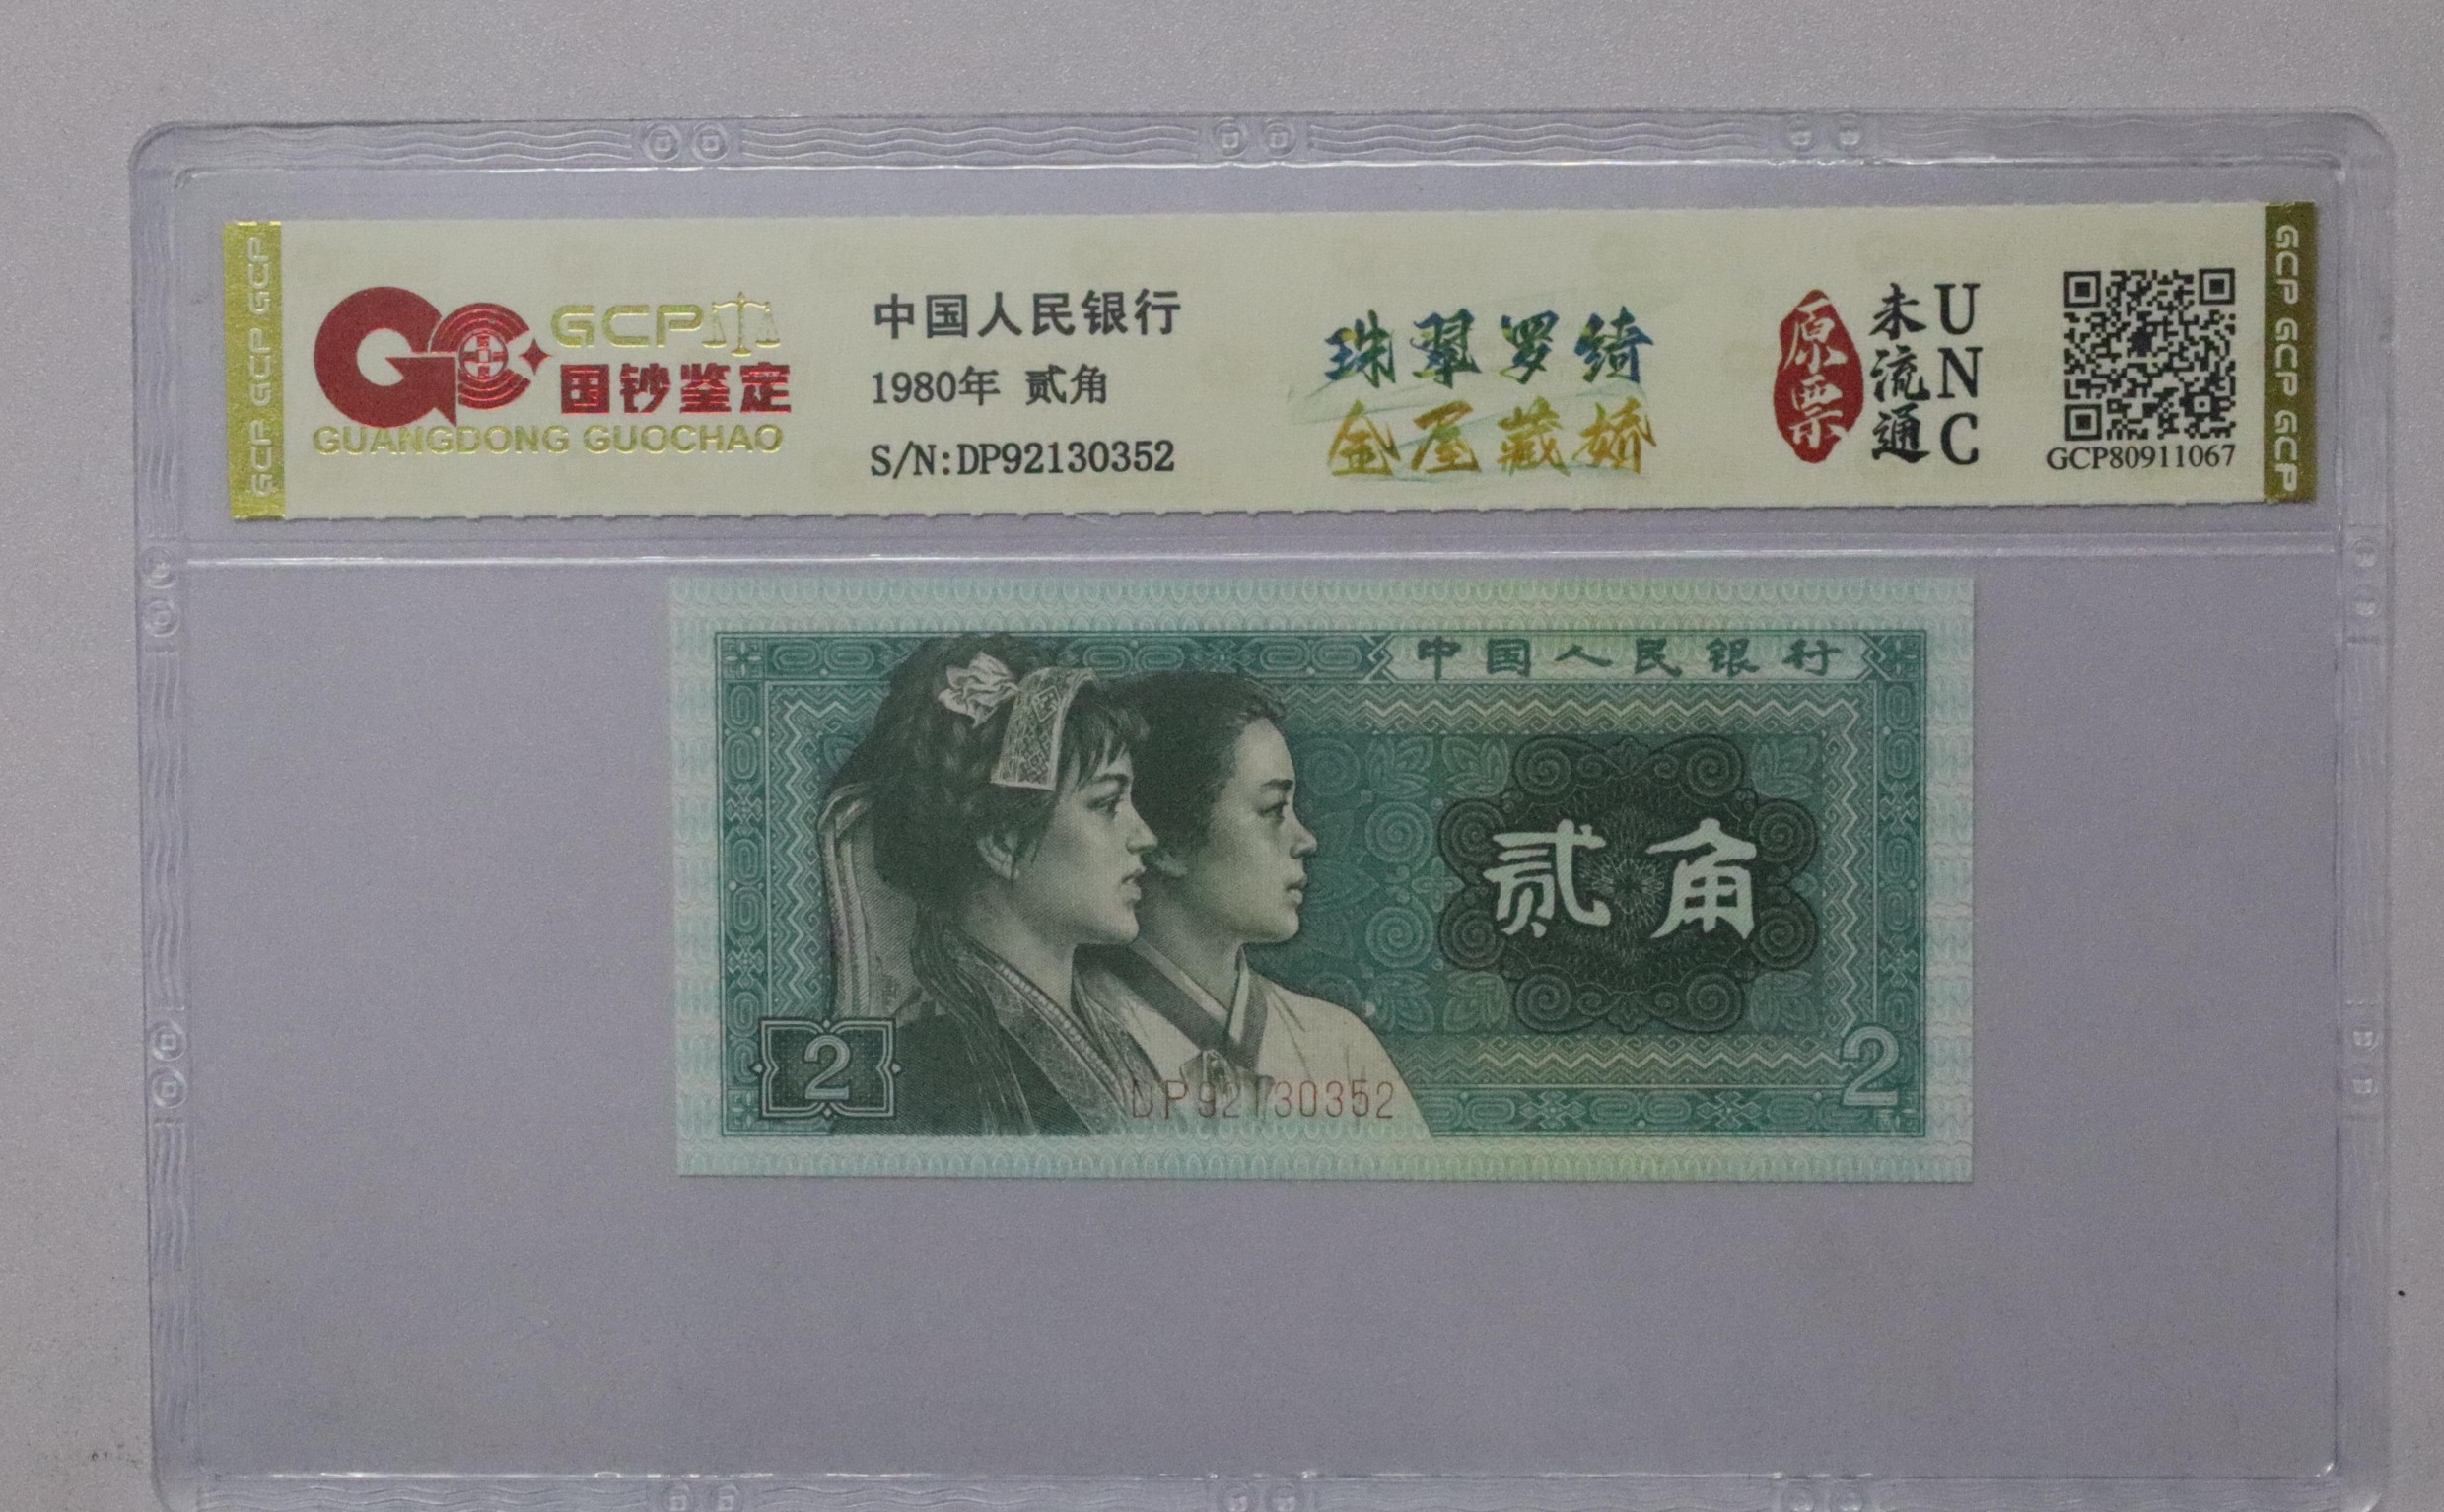 GCP GCP GCP
GCP
国钞鉴定
GUANGDONG GUOCHAO
中国人民银行
1980年 贰角
S/N:DP92130352
珠翠罗绮
金屋藏娇
原票
未流通
UNC
GCP80911067
GCP GCP GCP
中国人民银行
贰角
2
DP92130352
2